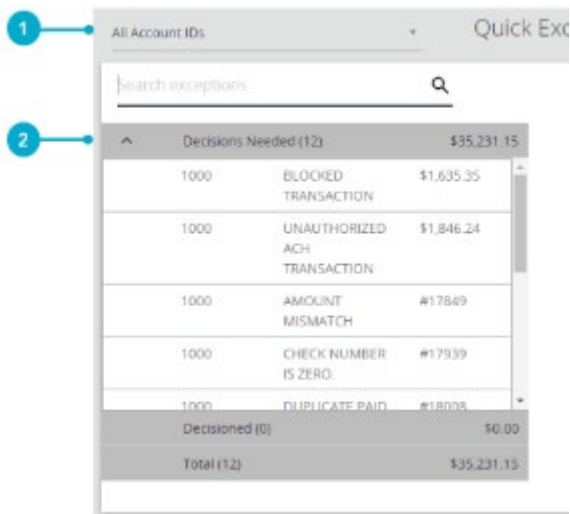 1
All Account IDs
Quick Exc
Search exceptions
2
Decisions Needed (12) $35,231.15
1000 BLOCKED $1,635.35
TRANSACTION
1000 UNAUTHORIZED $1,846.24
ACH
TRANSACTION
1000 AMOUNT #17849
MISMATCH
1000 CHECK NUMBER #17939
IS ZERO.
1000 DUPLICATE PAID #18008
Decisioned (0) $0.00
Total (12) $35,231.15